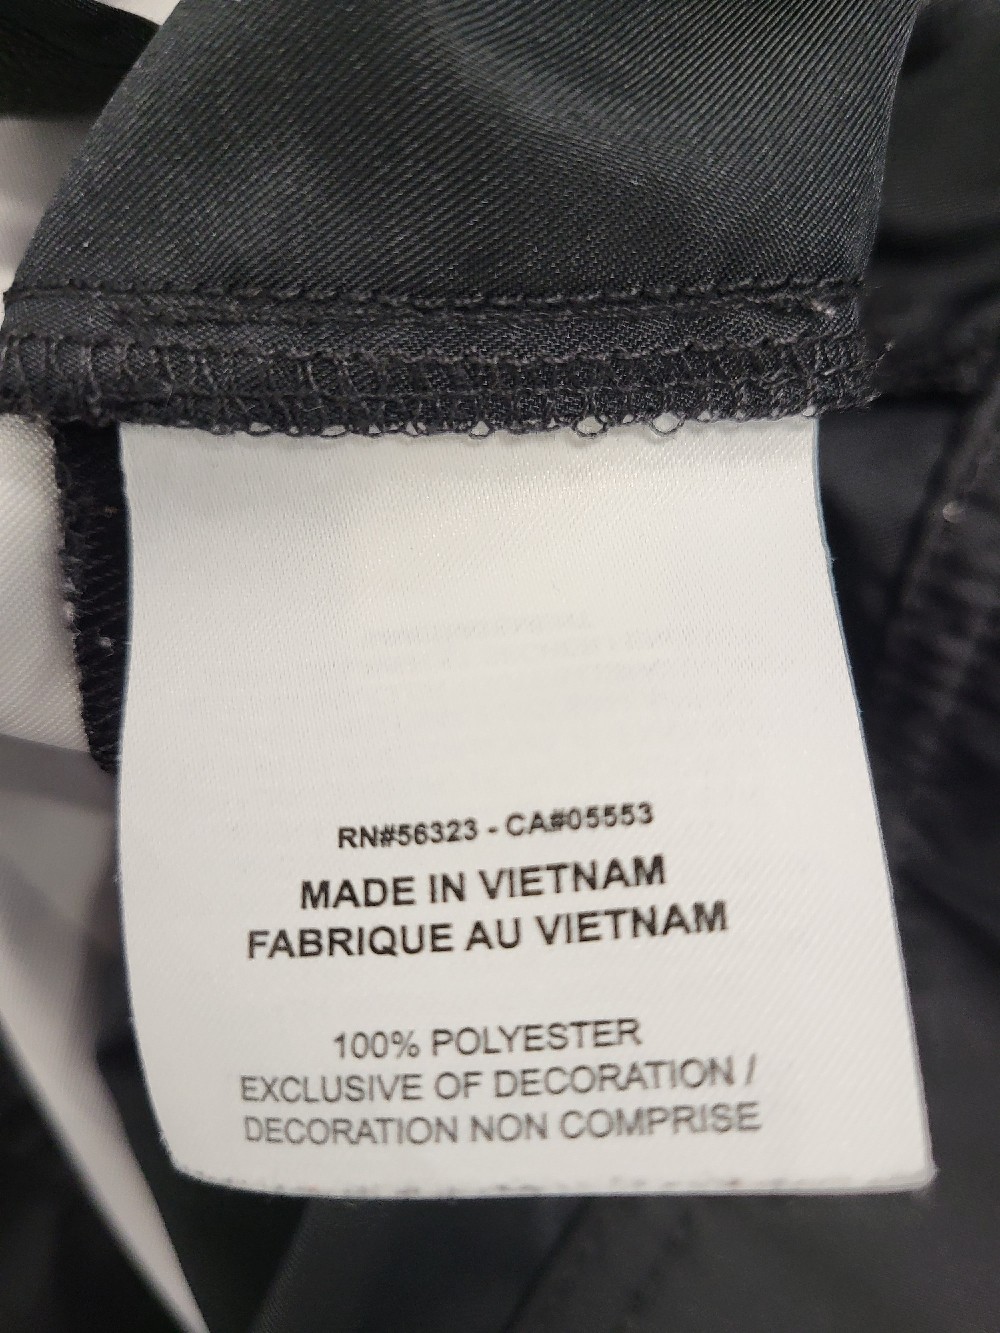 RN#56323 - CA#05553
MADE IN VIETNAM
FABRIQUE AU VIETNAM
100% POLYESTER
EXCLUSIVE OF DECORATION /
DECORATION NON COMPRISE